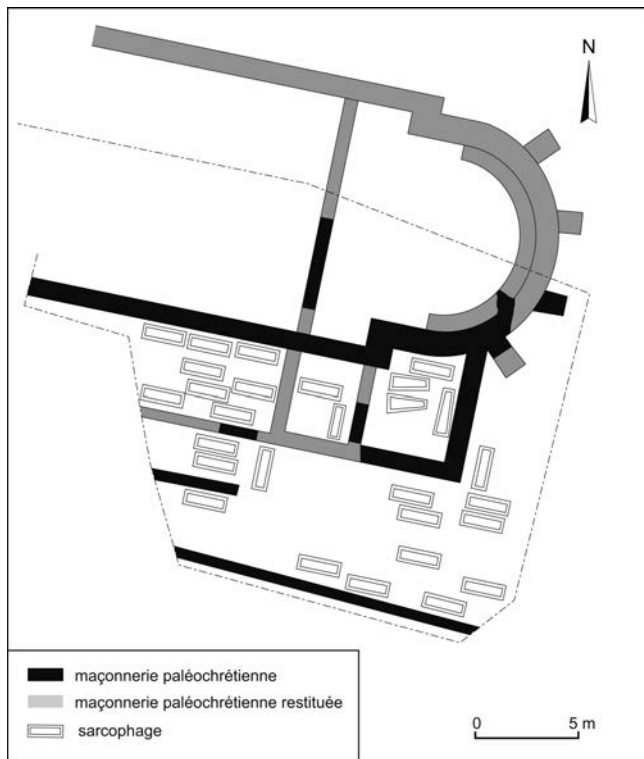 N
maçonnerie paléochrétienne
maçonnerie paléochrétienne restituée
sarcophage
0 5 m